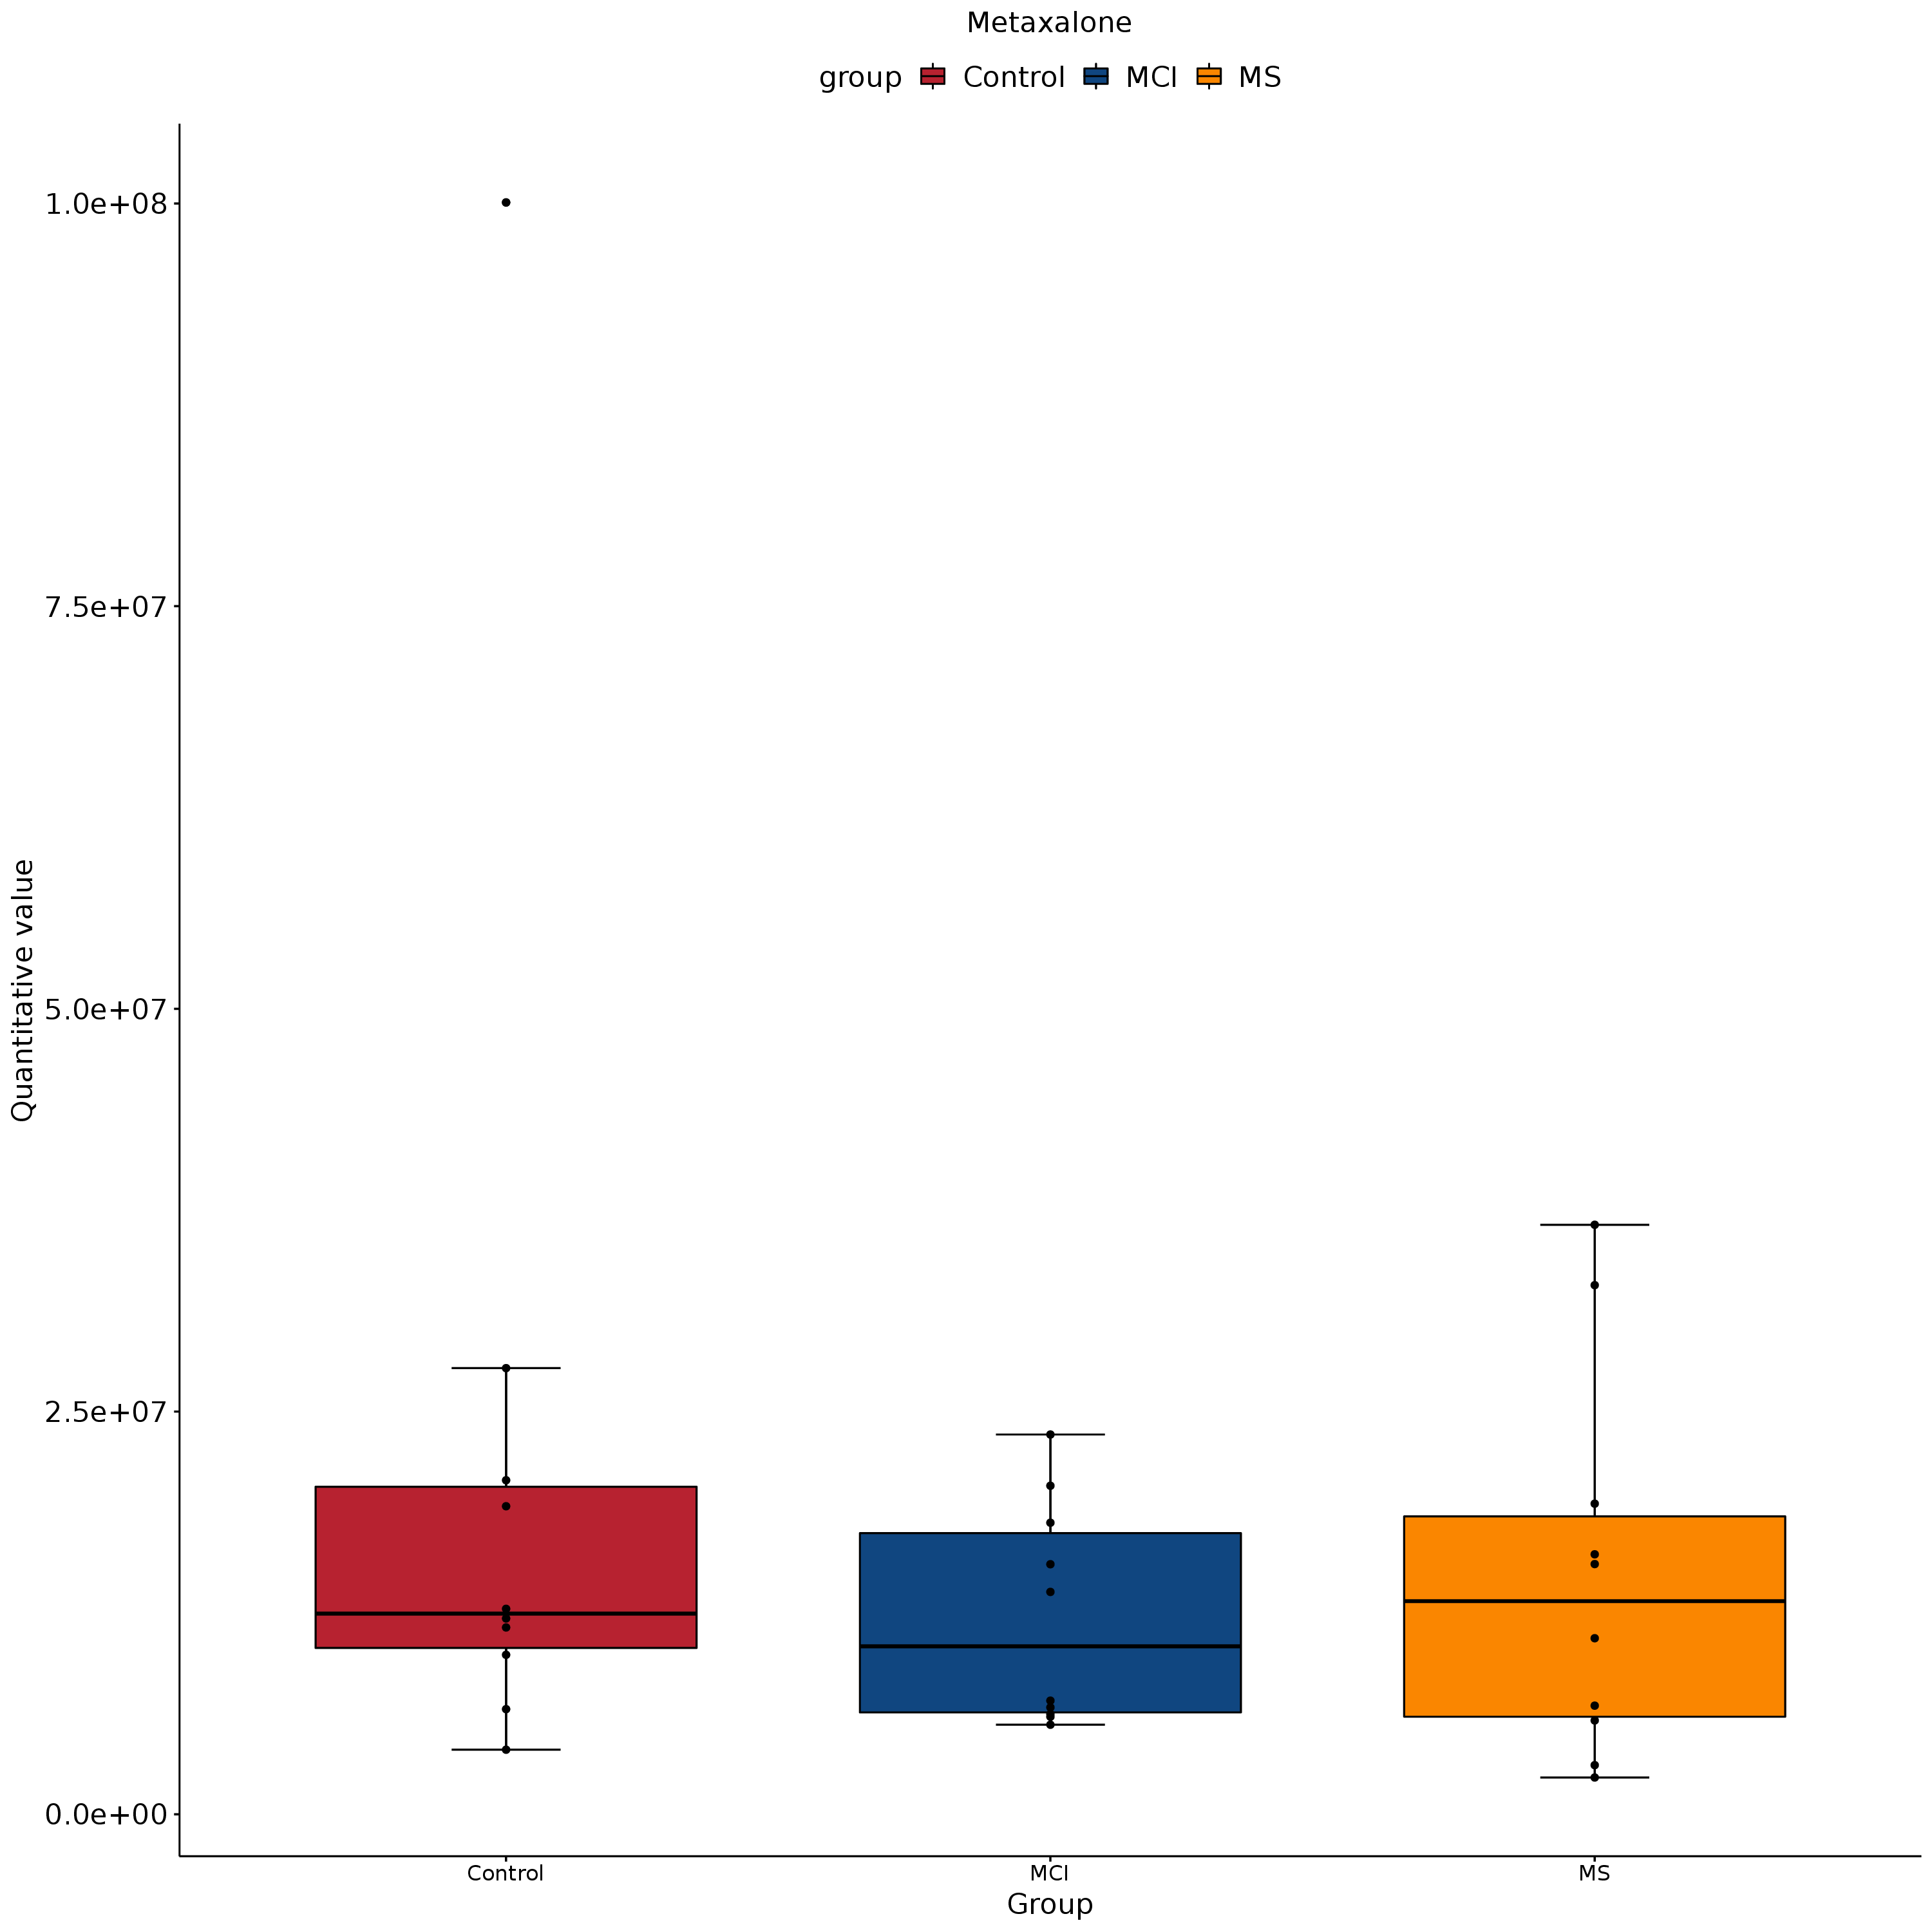 Metaxalone
group Control MCI MS
1.0e+08
7.5e+07
5.0e+07
2.5e+07
0.0e+00
Quantitative value
Control MCI MS
Group